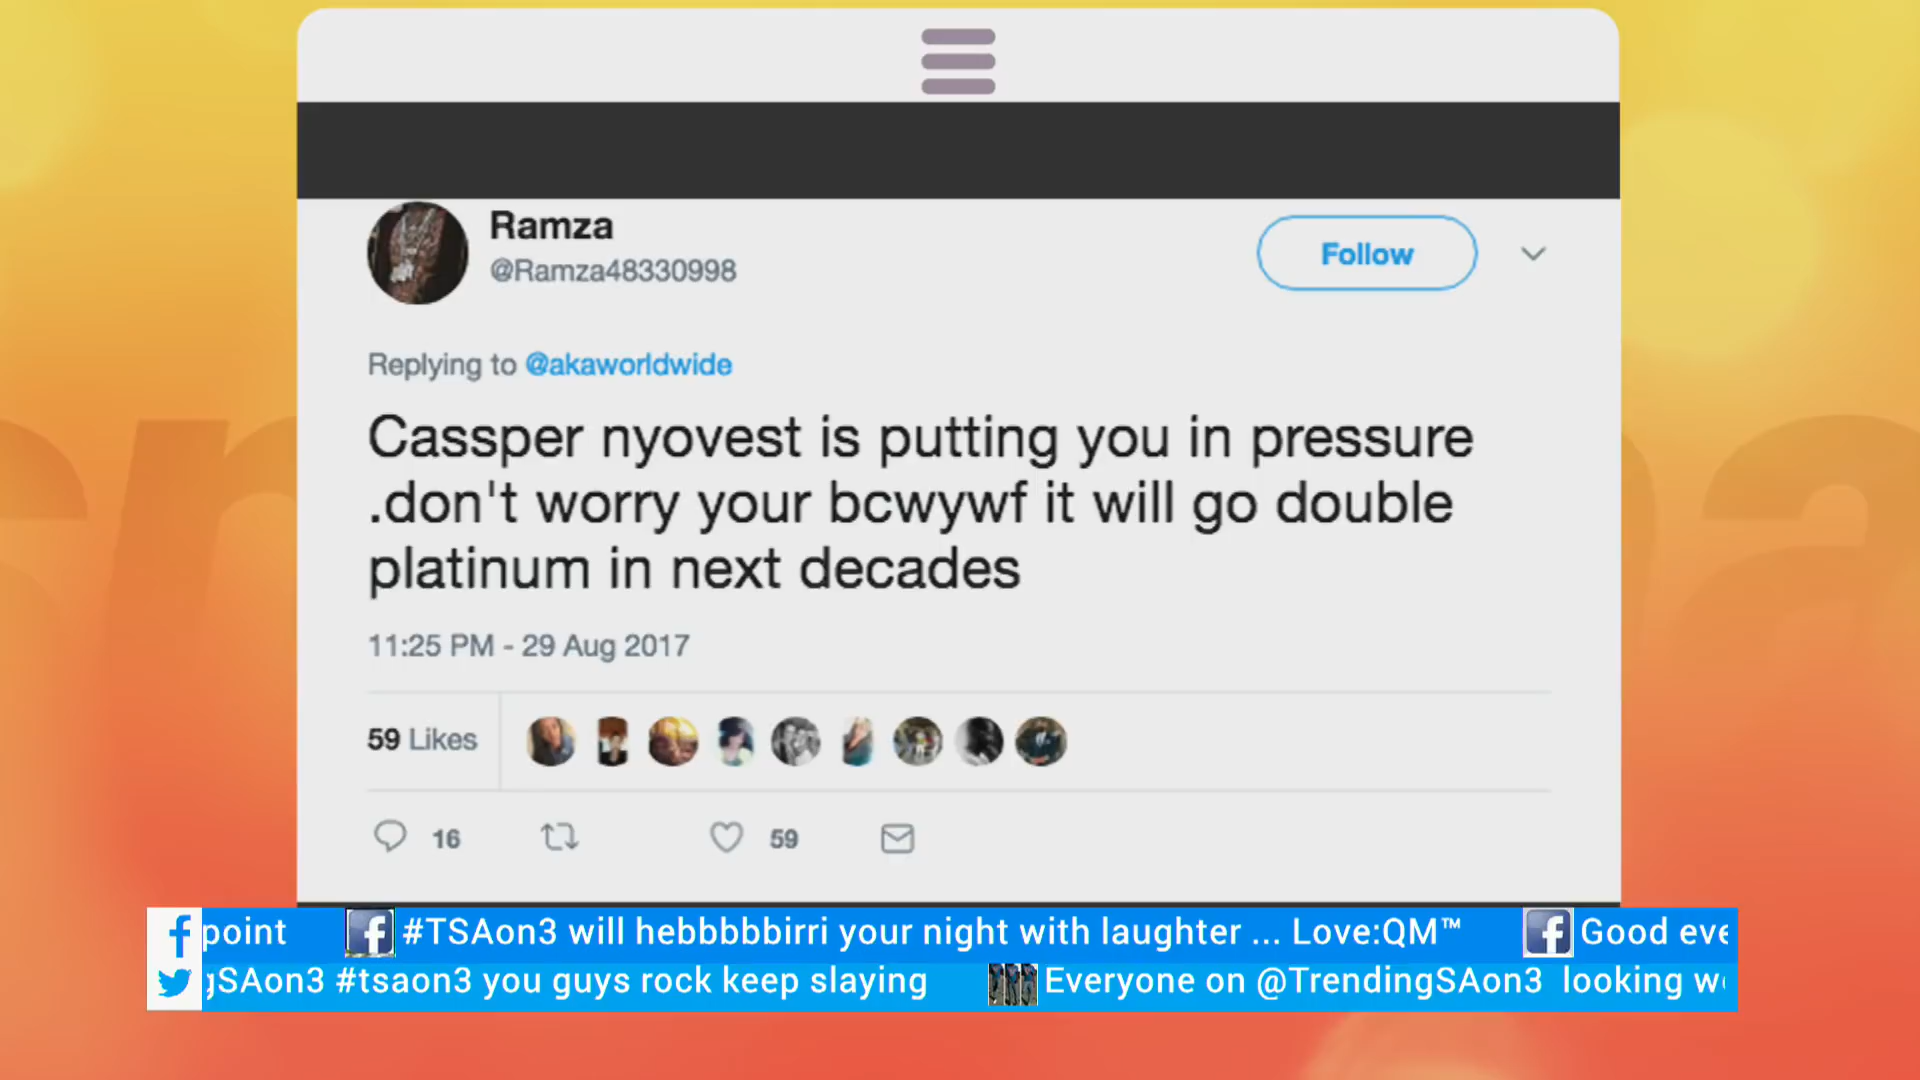 Ramza
@Ramza48330998
Follow
Replying to @akaworldwide
Cassper nyovest is putting you in pressure
.don't worry your bcwywf it will go double
platinum in next decades
11:25 PM - 29 Aug 2017
59 Likes
16
59
point #TSAon3 will hebbbbbirri your night with laughter ... Love:QM™ Good eve
gSAon3 #tsaon3 you guys rock keep slaying Everyone on @TrendingSAon3 looking